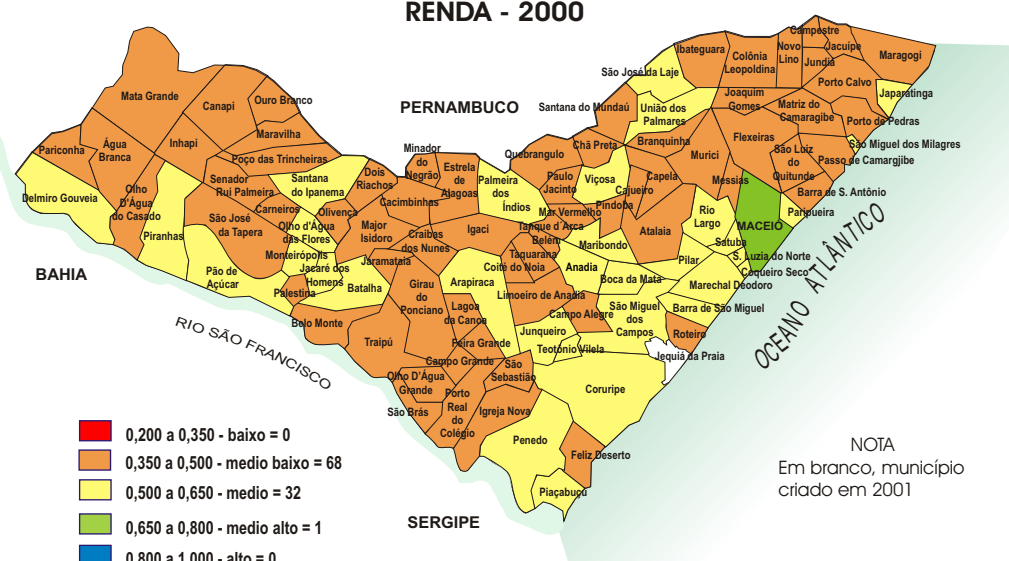 RENDA - 2000
PERNAMBUCO
BAHIA
SERGIPE
RIO SÃO FRANCISCO
OCEANO ATLÂNTICO
Mata Grande
Canapi
Ouro Branco
Maravilha
Inhapi
Água
Branca
Pariconha
Delmiro Gouveia
Olho
D'Água
do Casado
Piranhas
Poço das Trincheiras
Senador
Rui Palmeira
Santana
do Ipanema
Carneiros
São José
da Tapera
Olivença
Olho d'Água
das Flores
Monteirópolis
Pão de
Açúcar
Jacaré dos
Homens
Palestina
Batalha
Belo Monte
Dois
Riachos
Major
Isidoro
Jaramataia
Cacimbinhas
Minador
do
Negrão
Estrela
de
Alagoas
Palmeira
dos
Índios
Igaci
Craíbas
dos Nunes
Girau
do
Ponciano
Traipú
Arapiraca
Lagoa
da Canoa
Feira Grande
Campo Grande
Olho D'Água
Grande
São Brás
Porto
Real
do
Colégio
São
Sebastião
Igreja Nova
Penedo
Piaçabuçú
Feliz Deserto
Coruripe
Coité do Noia
Taquarana
Belém
Tanque d'Arca
Mar Vermelho
Limoeiro de Anadia
Campo Alegre
Junqueiro
Teotônio Vilela
Anadia
Maribondo
Boca da Mata
São Miguel
dos
Campos
Jequiá da Praia
Roteiro
Barra de São Miguel
Marechal Deodoro
Pilar
Coqueiro Seco
S. Luzia do Norte
Satuba
Rio
Largo
MACEIÓ
Atalaia
Pindoba
Cajueiro
Capela
Viçosa
Paulo
Jacinto
Quebrangulo
Chã Preta
Santana do Mundaú
União dos
Palmares
São José da Laje
Ibateguara
Branquinha
Murici
Messias
Flexeiras
Joaquim
Gomes
Colônia
Leopoldina
Novo
Lino
Campestre
Jacuípe
Jundiá
Maragogi
Porto Calvo
Japaratinga
Matriz do
Camaragibe
Porto de Pedras
São Miguel dos Milagres
Passo de Camargjibe
São Luiz
do
Quitunde
Barra de S. Antônio
Paripueira
0,200 a 0,350 - baixo = 0
0,350 a 0,500 - medio baixo = 68
0,500 a 0,650 - medio = 32
0,650 a 0,800 - medio alto = 1
0,800 a 1,000 - alto = 0
NOTA
Em branco, município
criado em 2001